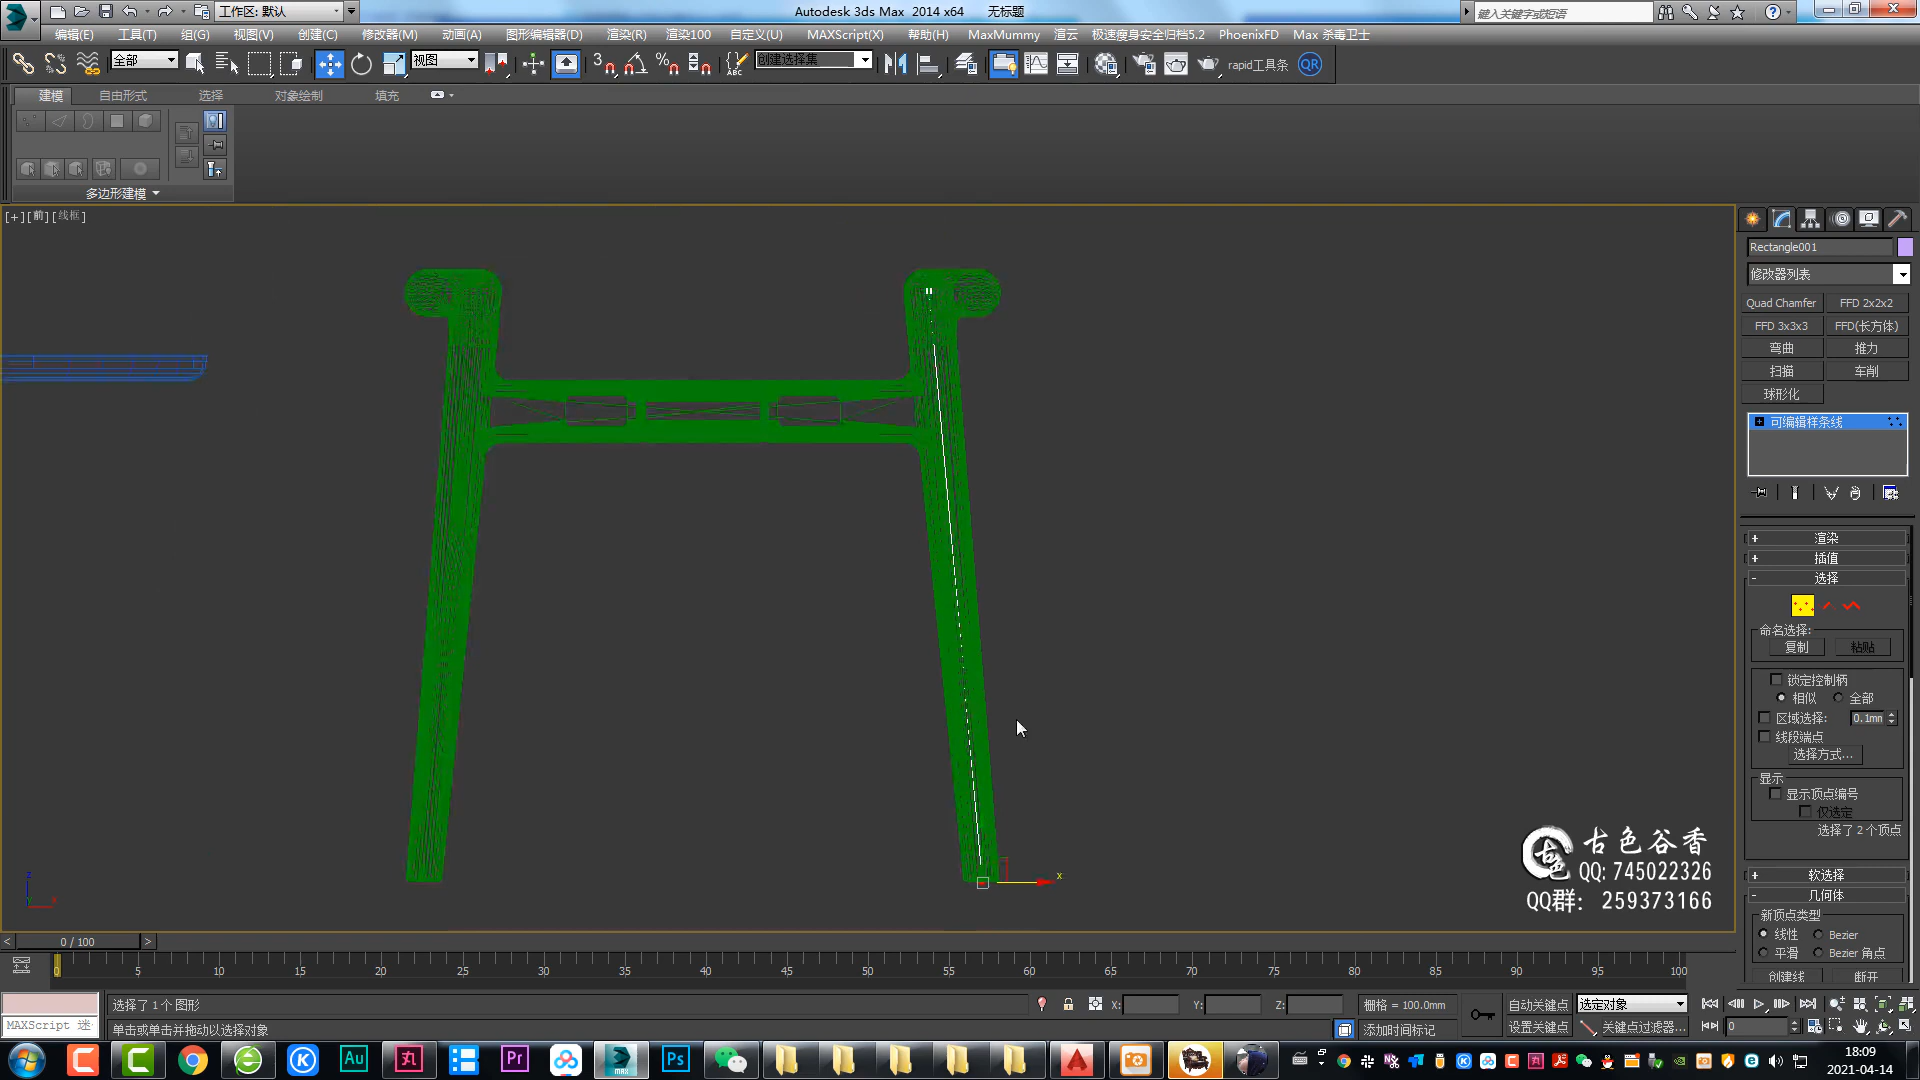 工作区: 默认
Autodesk 3ds Max  2014 x64      无标题
键入关键字或短语
编辑(E)  工具(T)  组(G)  视图(V)  创建(C)  修改器(M)  动画(A)  图形编辑器(D)  渲染(R)  渲染100  自定义(U)  MAXScript(X)  帮助(H)  MaxMummy  渲云  极速瘦身安全归档5.2  PhoenixFD  Max 杀毒卫士
全部  视图  3  ABC  创建选择集  rapid工具条  QR
建模  自由形式  选择  对象绘制  填充
多边形建模
[+][前][线框]
Rectangle001
修改器列表
Quad Chamfer  FFD 2x2x2
FFD 3x3x3  FFD(长方体)
弯曲  推力
扫描  车削
球形化
可编辑样条线
渲染
插值
选择
命名选择:
复制  粘贴
锁定控制柄
相似  全部
区域选择:  0.1mm
线段端点
选择方式...
显示
显示顶点编号
仅选定
选择了 2 个顶点
软选择
几何体
新顶点类型
线性  Bezier
平滑  Bezier 角点
创建线  断开
x
z
x
古色谷香
QQ: 745022326
QQ群: 259373166
0 / 100
0  5  10  15  20  25  30  35  40  45  50  55  60  65  70  75  80  85  90  95  100
选择了 1 个 图形
X:  Y:  Z:  栅格 = 100.0mm  自动关键点  选定对象
MAXScript 迷
单击或单击并拖动以选择对象
添加时间标记  设置关键点  关键点过滤器...  0
Au  Pr  MAX  Ps
18:09
2021-04-14